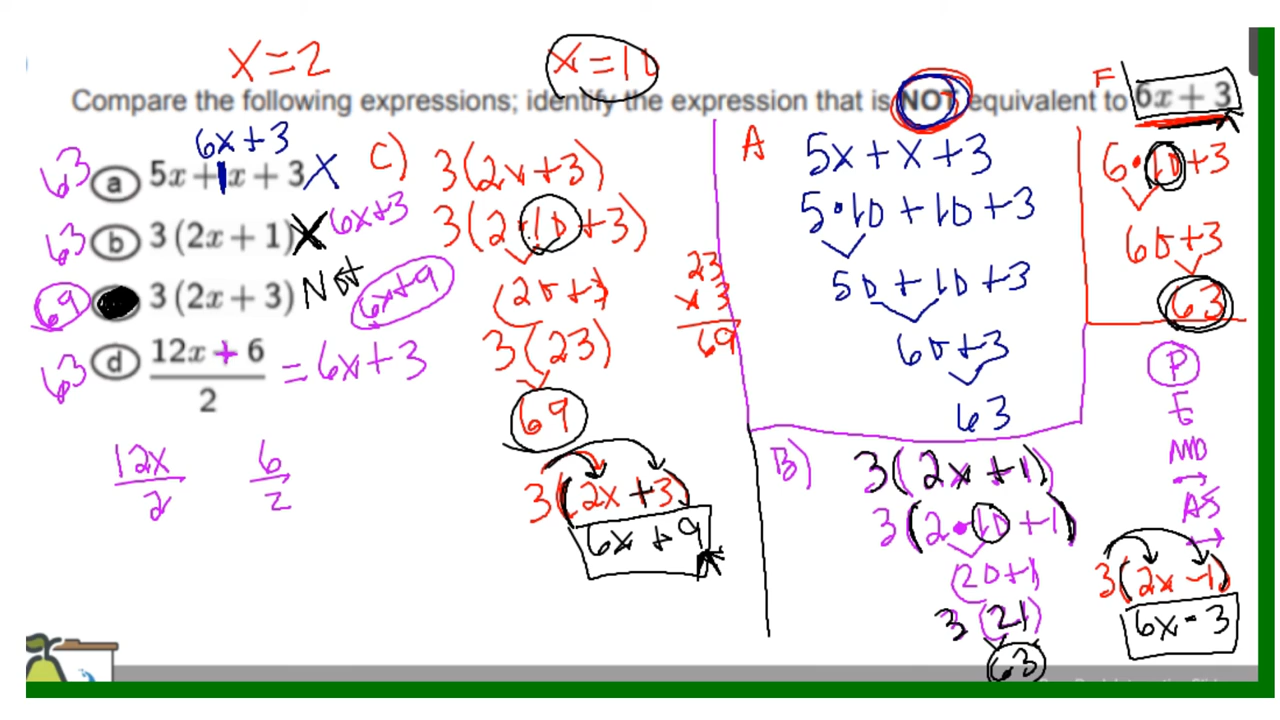 x=2
x=10
Compare the following expressions; identify the expression that is NOT equivalent to 6x + 3
F
6x+3
63 a 5x + 1x + 3 X
63 b 3(2x + 1) X 6x+3
69 3(2x + 3) Not 6x+9
63 d 12x + 6 = 6x+3
2
12x 6
2 2
C) 3(2x+3)
3(2·10+3)
(20+3)
3(23)
69
23
x 3
69
3(2x+3)
6x + 9
A 5x + x + 3
5·10 + 10 + 3
50 + 10 + 3
60+3
63
B) 3(2x + 1)
3(2·10+1)
(20+1)
3 (21)
63
6·10+3
60+3
63
P
E
MD
AS
3(2x -1)
6x - 3